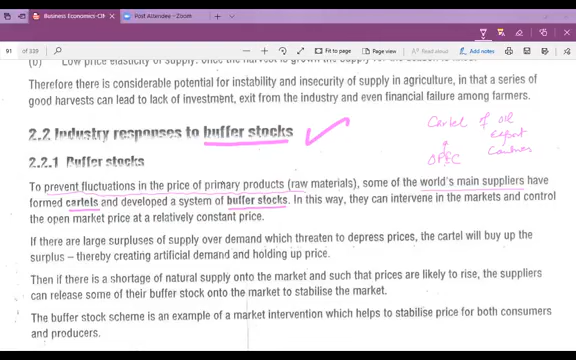 Business Economics-CIM
Post Attendee - Zoom
91
of 339
Fit to page
Page view
Read aloud
Add notes
(b) Low price elasticity of supply: once the harvest is grown the supply for the season is fixed.
Therefore there is considerable potential for instability and insecurity of supply in agriculture, in that a series of
good harvests can lead to lack of investment, exit from the industry and even financial failure among farmers.
2.2 Industry responses to buffer stocks
Cartel of oil
export
Countries
OPEC
2.2.1 Buffer stocks
To prevent fluctuations in the price of primary products (raw materials), some of the world's main suppliers have
formed cartels and developed a system of buffer stocks. In this way, they can intervene in the markets and control
the open market price at a relatively constant price.
If there are large surpluses of supply over demand which threaten to depress prices, the cartel will buy up the
surplus – thereby creating artificial demand and holding up price.
Then if there is a shortage of natural supply onto the market and such that prices are likely to rise, the suppliers
can release some of their buffer stock onto the market to stabilise the market.
The buffer stock scheme is an example of a market intervention which helps to stabilise price for both consumers
and producers.